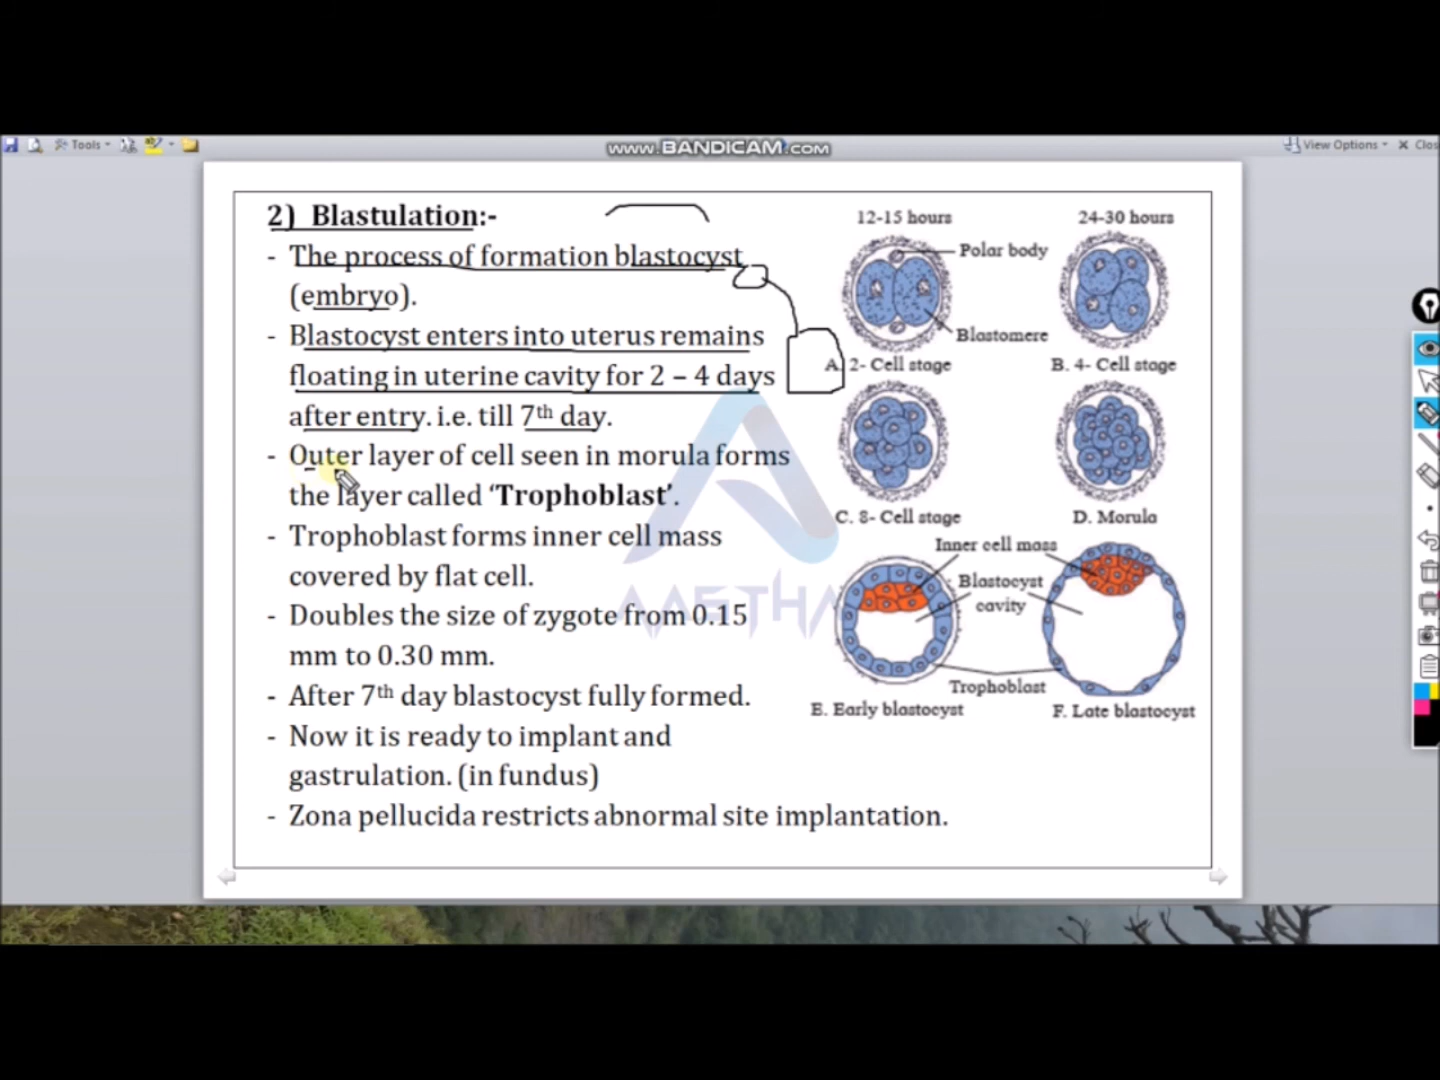 Tools
www.BANDICAM.com
View Options
Clos
2) Blastulation:-
- The process of formation blastocyst
(embryo).
- Blastocyst enters into uterus remains
floating in uterine cavity for 2 – 4 days
after entry. i.e. till 7th day.
- Outer layer of cell seen in morula forms
the layer called ‘Trophoblast’.
- Trophoblast forms inner cell mass
covered by flat cell.
- Doubles the size of zygote from 0.15
mm to 0.30 mm.
- After 7th day blastocyst fully formed.
- Now it is ready to implant and
gastrulation. (in fundus)
- Zona pellucida restricts abnormal site implantation.
12-15 hours
24-30 hours
Polar body
Blastomere
A. 2- Cell stage
B. 4- Cell stage
C. 8- Cell stage
D. Morula
Inner cell mass
Blastocyst
cavity
Trophoblast
E. Early blastocyst
F. Late blastocyst
AASTHA